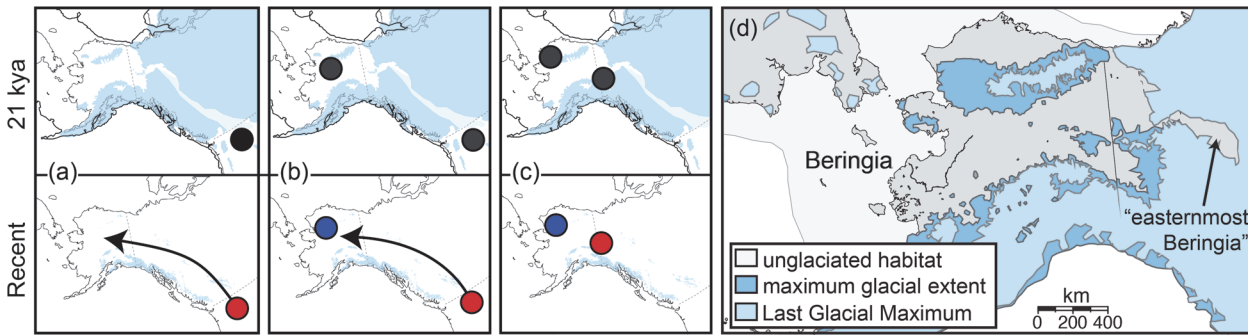 21 kya
Recent
(a)
(b)
(c)
(d)
Beringia
"easternmost
Beringia"
unglaciated habitat
maximum glacial extent
Last Glacial Maximum
km
0 200 400